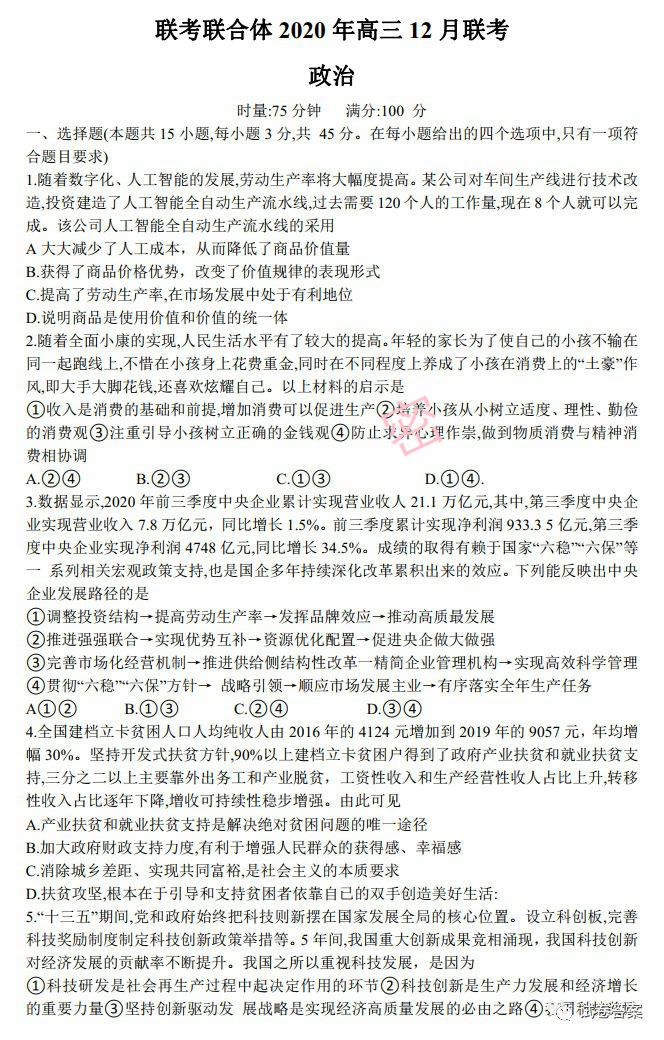 联考联合体 2020 年高三 12 月联考
政治
时量:75 分钟 满分:100 分
一、选择题(本题共 15 小题,每小题 3 分,共 45 分。在每小题给出的四个选项中,只有一项符
合题目要求)
1.随着数字化、人工智能的发展,劳动生产率将大幅度提高。某公司对车间生产线进行技术改
造,投资建造了人工智能全自动生产流水线,过去需要 120 个人的工作量,现在 8 个人就可以完
成。该公司人工智能全自动生产流水线的采用
A 大大减少了人工成本，从而降低了商品价值量
B.获得了商品价格优势，改变了价值规律的表现形式
C.提高了劳动生产率,在市场发展中处于有利地位
D.说明商品是使用价值和价值的统一体
2.随着全面小康的实现,人民生活水平有了较大的提高。年轻的家长为了使自己的小孩不输在
同一起跑线上,不惜在小孩身上花费重金,同时在不同程度上养成了小孩在消费上的“土豪”作
风,即大手大脚花钱,还喜欢炫耀自己。以上材料的启示是
①收入是消费的基础和前提,增加消费可以促进生产②培养小孩从小树立适度、理性、勤俭
的消费观③注重引导小孩树立正确的金钱观④防止求异心理作祟,做到物质消费与精神消
费相协调
A.②④ B.②③ C.①③ D.①④.
密
3.数据显示,2020 年前三季度中央企业累计实现营业收人 21.1 万亿元,其中,第三季度中央企
业实现营业收入 7.8 万亿元，同比增长 1.5%。前三季度累计实现净利润 933.3 5 亿元,第三季
度中央企业实现净利润 4748 亿元,同比增长 34.5%。成绩的取得有赖于国家“六稳”“六保”等
一 系列相关宏观政策支持,也是国企多年持续深化改革累积出来的效应。下列能反映出中央
企业发展路径的是
①调整投资结构→提高劳动生产率→发挥品牌效应→推动高质最发展
②推进强强联合→实现优势互补→资源优化配置→促进央企做大做强
③完善市场化经营机制→推进供给侧结构性改革一精简企业管理机构→实现高效科学管理
④贯彻“六稳”“六保”方针→ 战略引领→顺应市场发展主业→有序落实全年生产任务
A①② B.①③ C.②④ D.③④
4.全国建档立卡贫困人口人均纯收人由 2016 年的 4124 元增加到 2019 年的 9057 元，年均增
幅 30%。坚持开发式扶贫方针,90%以上建档立卡贫困户得到了政府产业扶贫和就业扶贫支
持,三分之二以上主要靠外出务工和产业脱贫，工资性收入和生产经营性收人占比上升,转移
性收入占比逐年下降,增收可持续性稳步增强。由此可见
A.产业扶贫和就业扶贫支持是解决绝对贫困问题的唯一途径
B.加大政府财政支持力度,有利于增强人民群众的获得感、幸福感
C.消除城乡差距、实现共同富裕,是社会主义的本质要求
D.扶贫攻坚,根本在于引导和支持贫困者依靠自已的双手创造美好生活:
5.“十三五”期间,党和政府始终把科技则新摆在国家发展全局的核心位置。设立科创板,完善
科技奖励制度制定科技创新政策举措等。5 年间,我国重大创新成果竞相涌现，我国科技创新
对经济发展的贡献率不断提升。我国之所以重视科技发展，是因为
①科技研发是社会再生产过程中起决定作用的环节②科技创新是生产力发展和经济增长
的重要力量③坚持创新驱动发 展战略是实现经济高质量发展的必由之路④
试卷答案